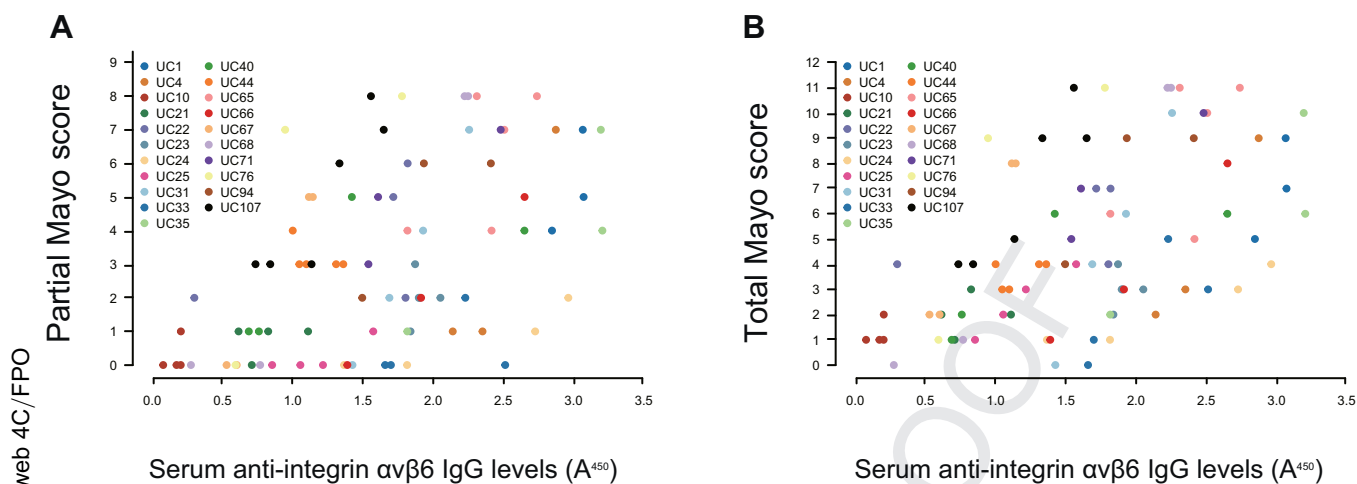 A
B
Partial Mayo score
9
8
7
6
5
4
3
2
1
0
UC1
UC4
UC10
UC21
UC22
UC23
UC24
UC25
UC31
UC33
UC35
UC40
UC44
UC65
UC66
UC67
UC68
UC71
UC76
UC94
UC107
0.0 0.5 1.0 1.5 2.0 2.5 3.0 3.5
Serum anti-integrin αvβ6 IgG levels (A⁴⁵⁰)
Total Mayo score
12
11
10
9
8
7
6
5
4
3
2
1
0
UC1
UC4
UC10
UC21
UC22
UC23
UC24
UC25
UC31
UC33
UC35
UC40
UC44
UC65
UC66
UC67
UC68
UC71
UC76
UC94
UC107
0.0 0.5 1.0 1.5 2.0 2.5 3.0 3.5
Serum anti-integrin αvβ6 IgG levels (A⁴⁵⁰)
web 4C/FPO
OOF